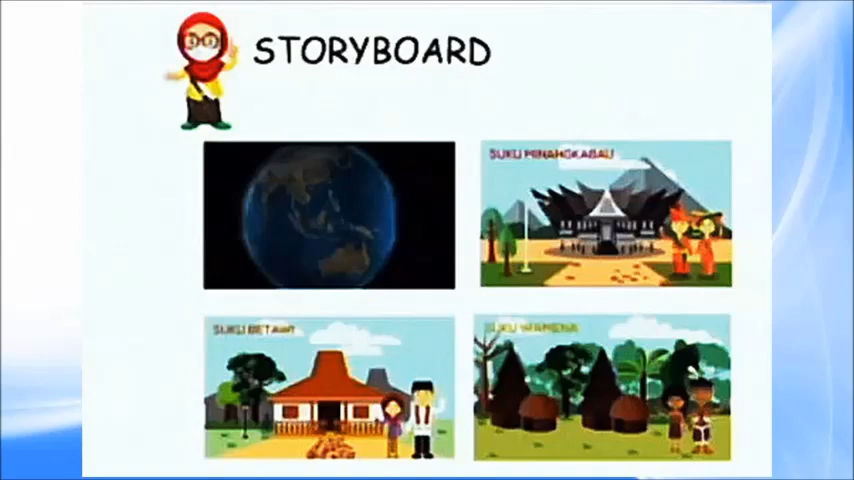 STORYBOARD
SUKU MINANGKABAU
SUKU BETAWI
SUKU WAMENA